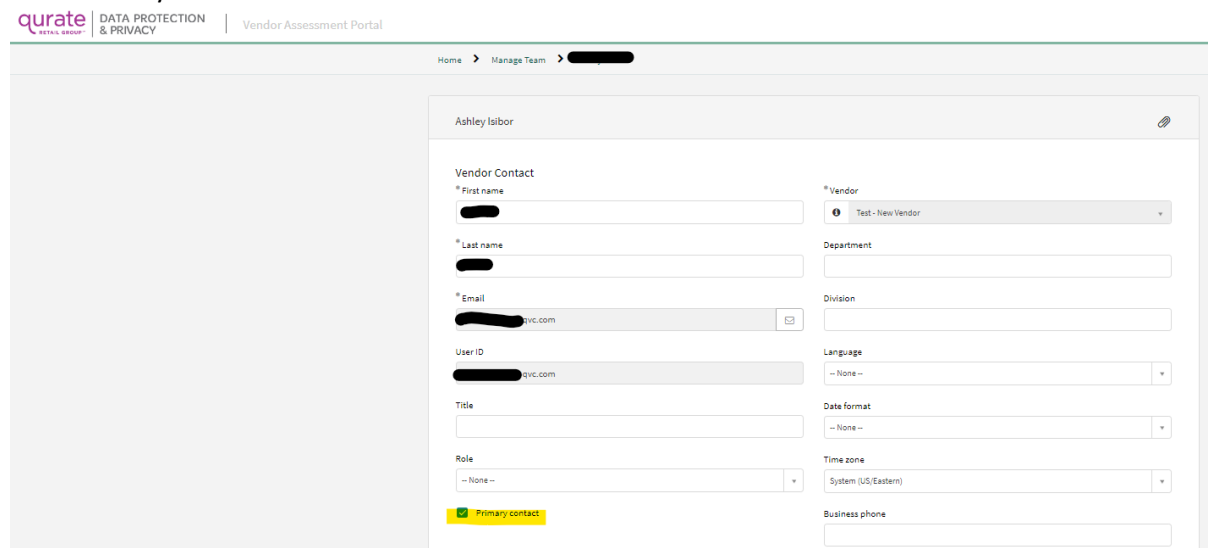 qurate
RETAIL GROUP
DATA PROTECTION
& PRIVACY
Vendor Assessment Portal
Home > Manage Team >
Ashley Isibor
Vendor Contact
* First name
* Vendor
Test - New Vendor
* Last name
Department
* Email
Division
qvc.com
User ID
Language
qvc.com
-- None --
Title
Date format
-- None --
Role
Time zone
-- None --
System (US/Eastern)
Primary contact
Business phone